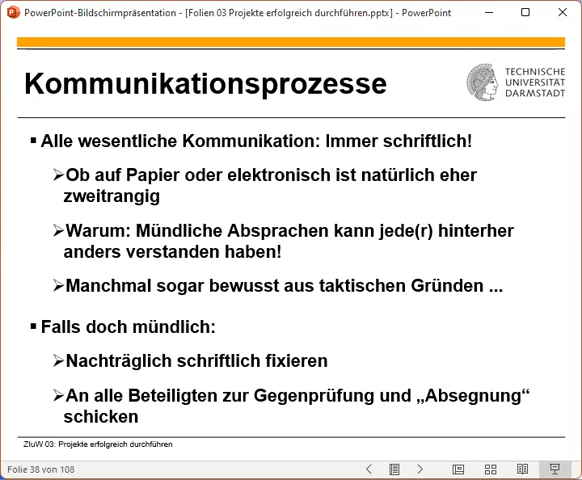 PowerPoint-Bildschirmpräsentation - [Folien 03 Projekte erfolgreich durchführen.pptx] - PowerPoint
Kommunikationsprozesse
TECHNISCHE
UNIVERSITÄT
DARMSTADT
▪ Alle wesentliche Kommunikation: Immer schriftlich!
➢Ob auf Papier oder elektronisch ist natürlich eher
zweitrangig
➢Warum: Mündliche Absprachen kann jede(r) hinterher
anders verstanden haben!
➢Manchmal sogar bewusst aus taktischen Gründen ...
▪ Falls doch mündlich:
➢Nachträglich schriftlich fixieren
➢An alle Beteiligten zur Gegenprüfung und „Absegnung“
schicken
ZIuW 03: Projekte erfolgreich durchführen
Folie 38 von 108